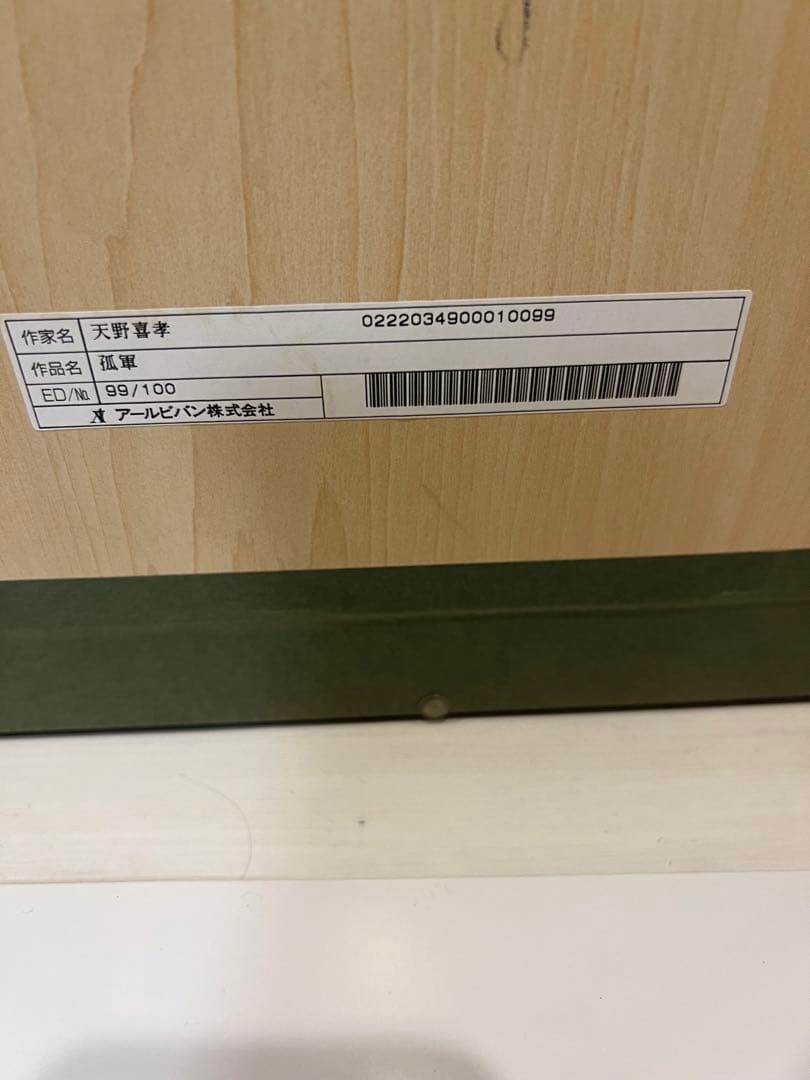 作家名 天野喜孝 0222034900010099
作品名 孤軍
ED/№ 99/100
アールビバン株式会社